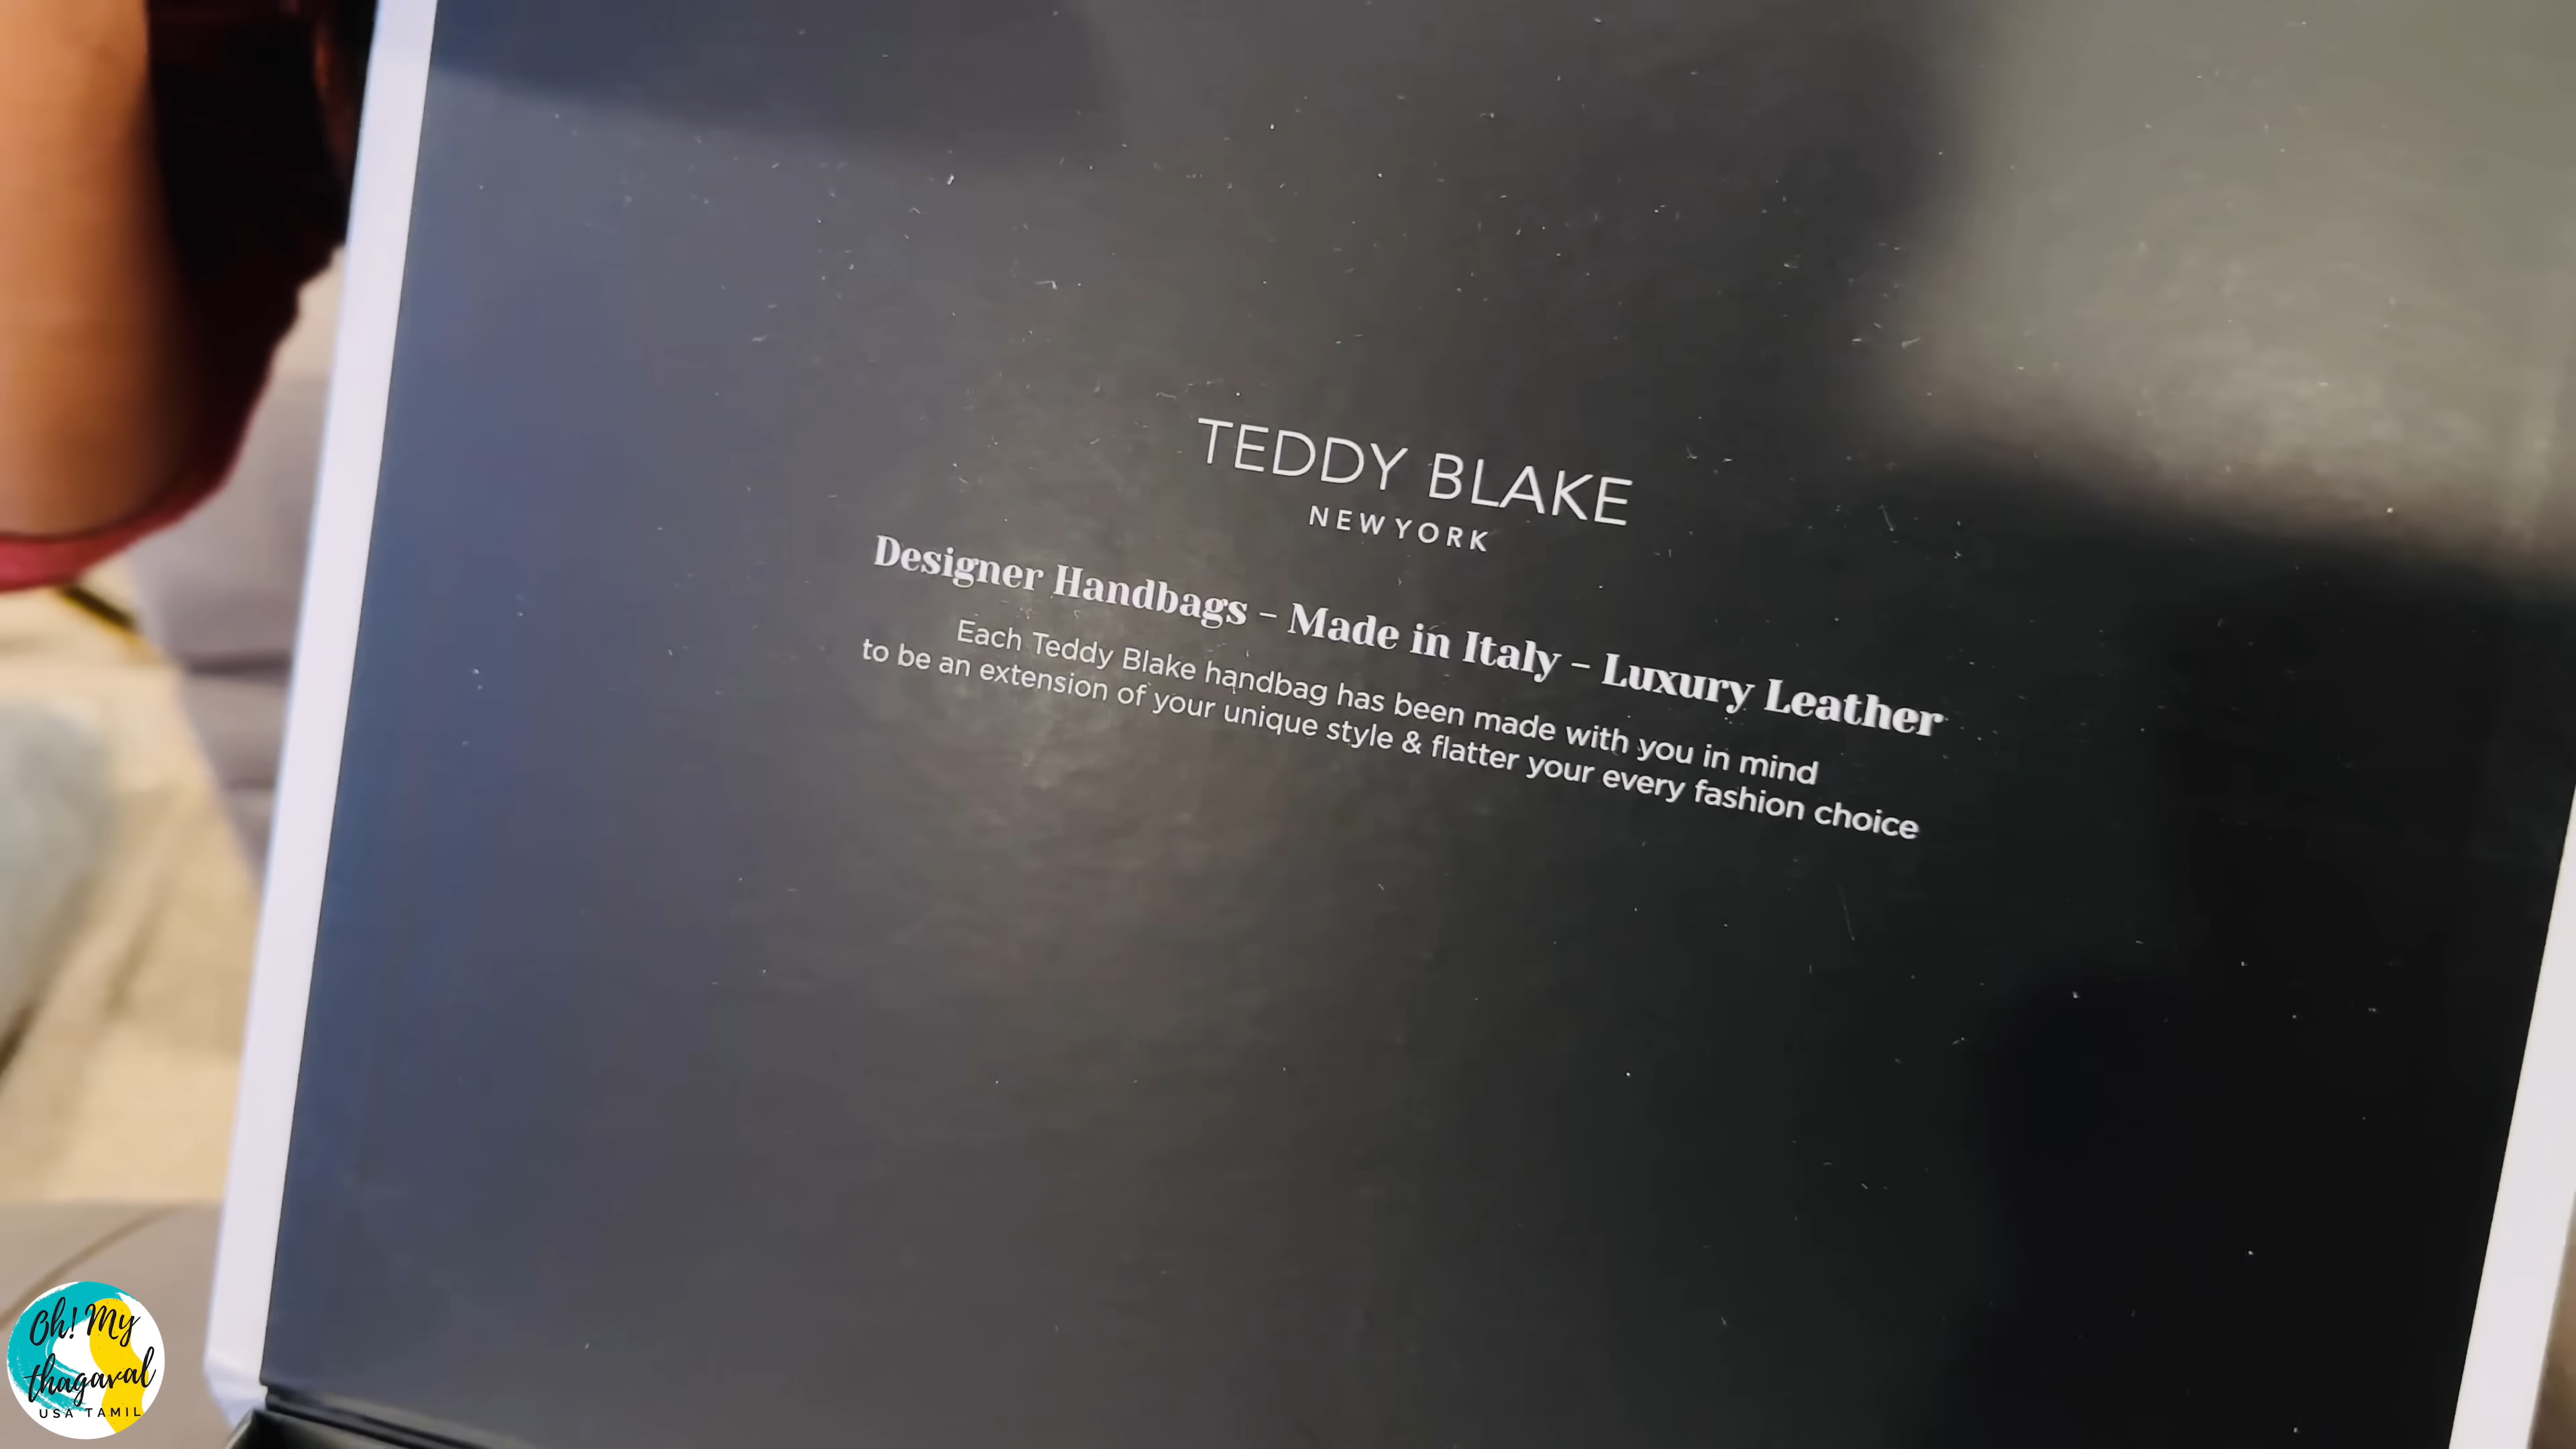 TEDDY BLAKE
NEW YORK
Designer Handbags – Made in Italy – Luxury Leather
Each Teddy Blake handbag has been made with you in mind
to be an extension of your unique style & flatter your every fashion choice
Oh! My
thagaval
USA TAMIL